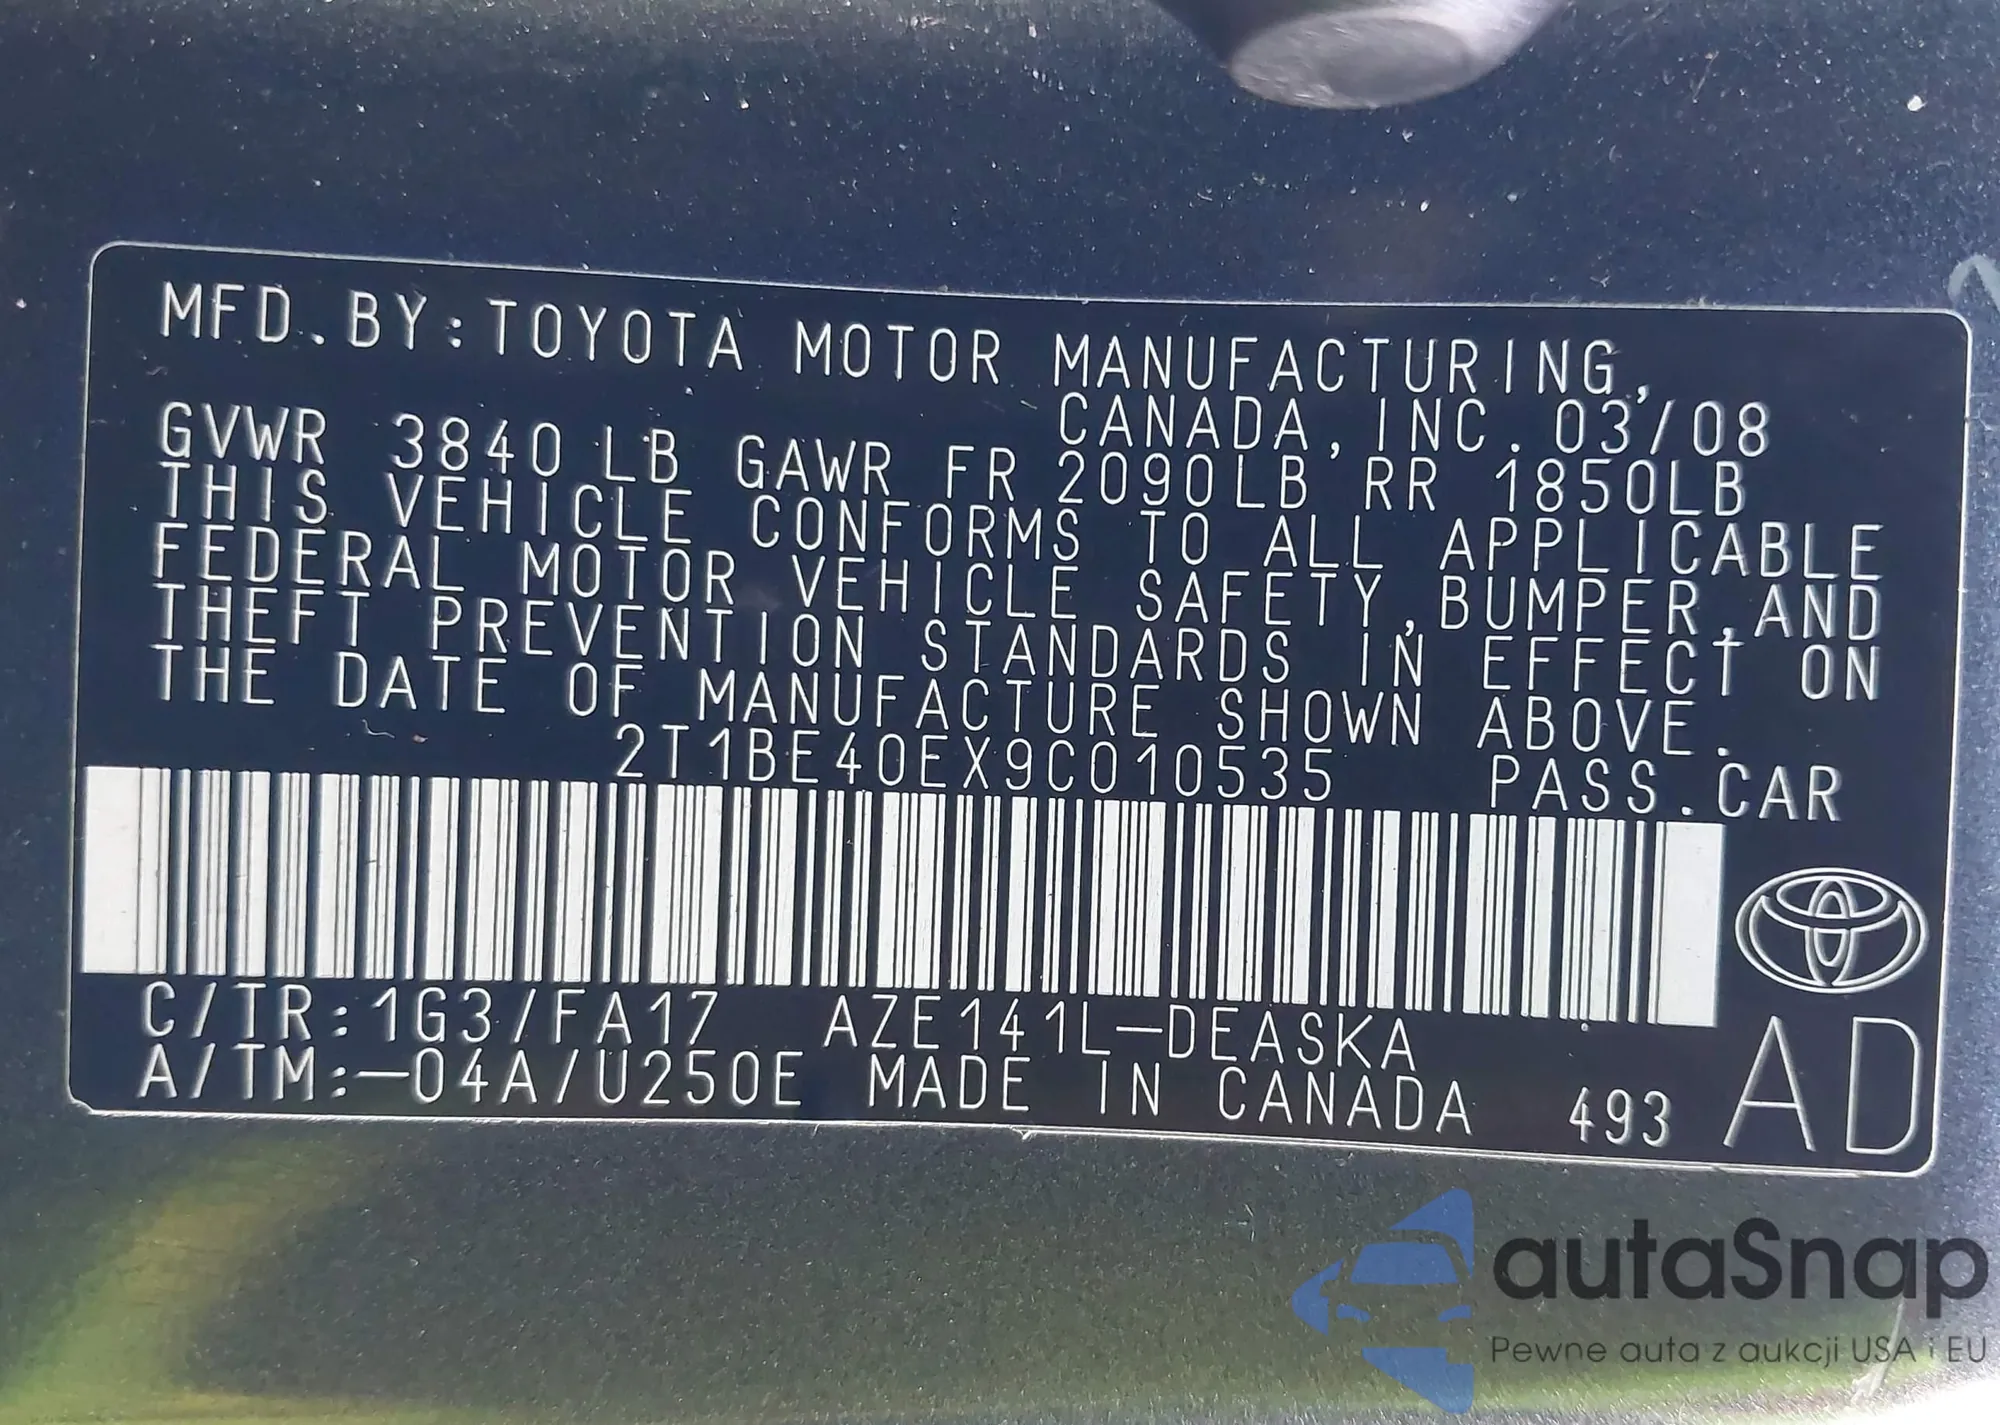 MFD.BY:TOYOTA MOTOR MANUFACTURING,
CANADA,INC.03/08
GVWR 3840 LB GAWR FR 2090LB RR 1850LB
THIS VEHICLE CONFORMS TO ALL APPLICABLE
FEDERAL MOTOR VEHICLE SAFETY,BUMPER,AND
THEFT PREVENTION STANDARDS IN EFFECT ON
THE DATE OF MANUFACTURE SHOWN ABOVE.
2T1BE40EX9C010535 PASS.CAR
C/TR:1G3/FA17 AZE141L-DEASKA
A/TM:-04A/U250E MADE IN CANADA 493
AD
autaSnap
Pewne auta z aukcji USA i EU